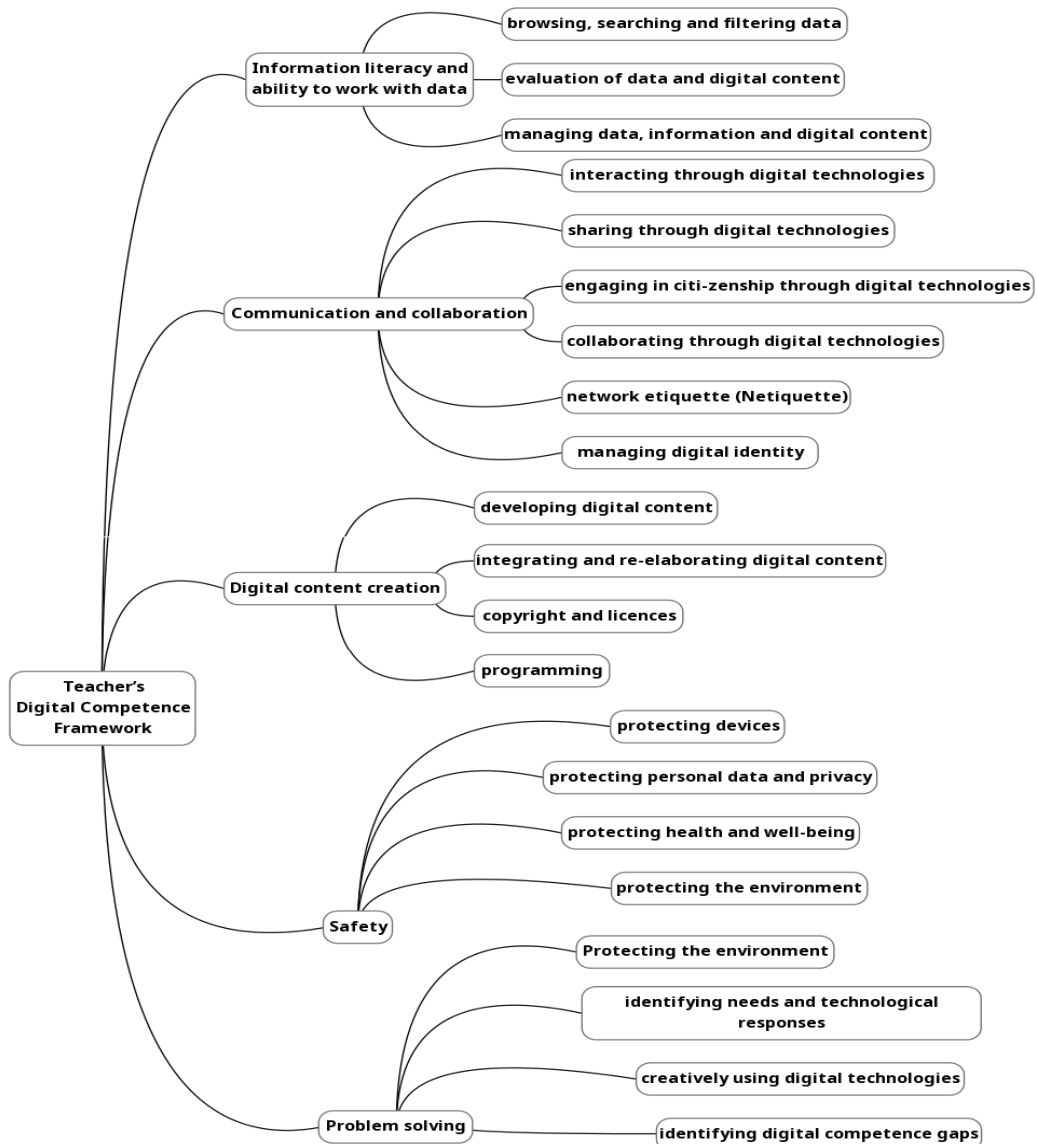 browsing, searching and filtering data
Information literacy and
ability to work with data
evaluation of data and digital content
managing data, information and digital content
interacting through digital technologies
sharing through digital technologies
engaging in citi-zenship through digital technologies
Communication and collaboration
collaborating through digital technologies
network etiquette (Netiquette)
managing digital identity
developing digital content
integrating and re-elaborating digital content
Digital content creation
copyright and licences
programming
Teacher’s
Digital Competence
Framework
protecting devices
protecting personal data and privacy
protecting health and well-being
protecting the environment
Safety
Protecting the environment
identifying needs and technological
responses
creatively using digital technologies
Problem solving
identifying digital competence gaps